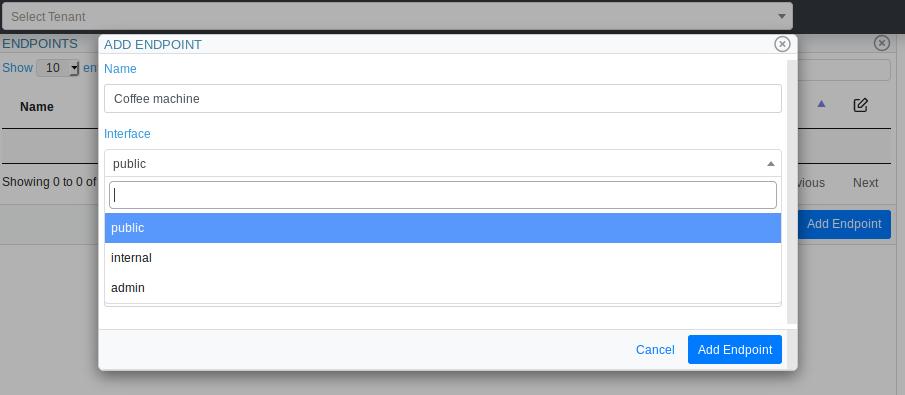 Select Tenant
ENDPOINTS
ADD ENDPOINT
Show 10 en
Name
Name
Coffee machine
Interface
public
public
internal
admin
Showing 0 to 0 of
vious Next
Add Endpoint
Cancel Add Endpoint